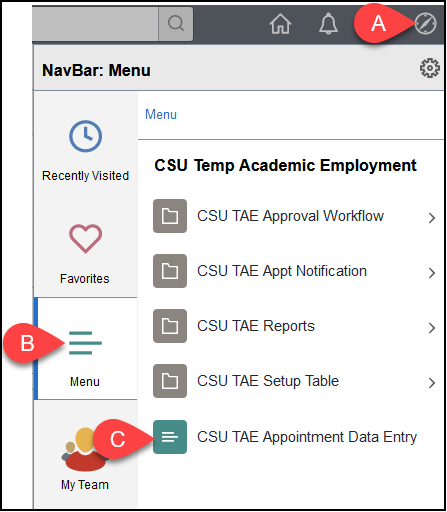 A
NavBar: Menu
Recently Visited
Favorites
B
Menu
My Team
Menu
CSU Temp Academic Employment
CSU TAE Approval Workflow
CSU TAE Appt Notification
CSU TAE Reports
CSU TAE Setup Table
C
CSU TAE Appointment Data Entry